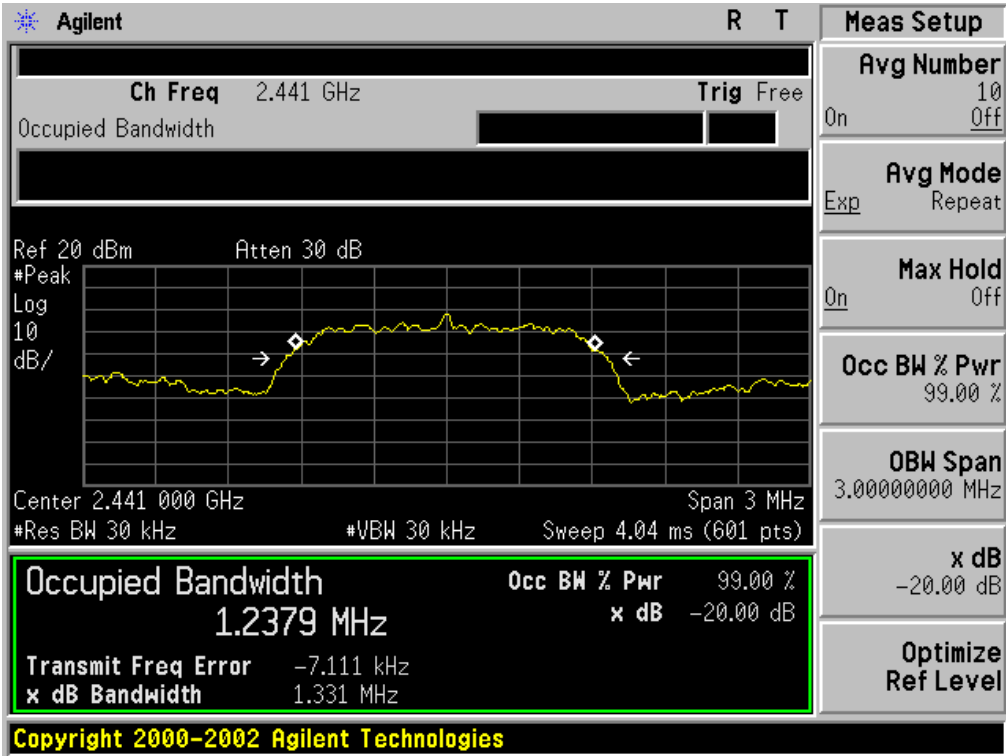 Agilent
R T
Ch Freq 2.441 GHz
Trig Free
Occupied Bandwidth
Ref 20 dBm
Atten 30 dB
#Peak
Log
10
dB/
Center 2.441 000 GHz
Span 3 MHz
#Res BW 30 kHz
#VBW 30 kHz
Sweep 4.04 ms (601 pts)
Occupied Bandwidth
1.2379 MHz
Occ BW % Pwr 99.00 %
x dB -20.00 dB
Transmit Freq Error -7.111 kHz
x dB Bandwidth 1.331 MHz
Copyright 2000-2002 Agilent Technologies
Meas Setup
Avg Number
10
On Off
Avg Mode
Exp Repeat
Max Hold
On Off
Occ BW % Pwr
99.00 %
OBW Span
3.00000000 MHz
x dB
-20.00 dB
Optimize
Ref Level